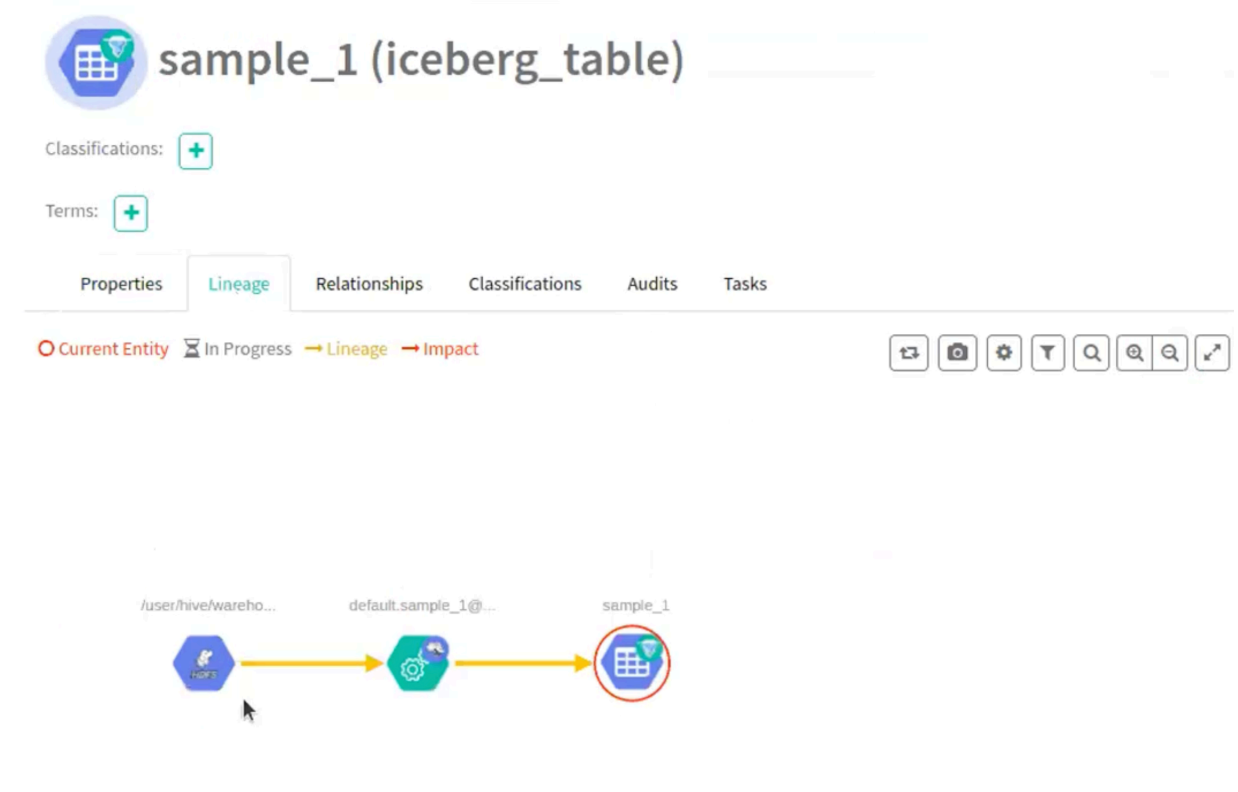 sample_1 (iceberg_table)
Classifications:
Terms:
Properties Lineage Relationships Classifications Audits Tasks
Current Entity In Progress Lineage Impact
/user/hive/wareho... default.sample_1@... sample_1
HDFS